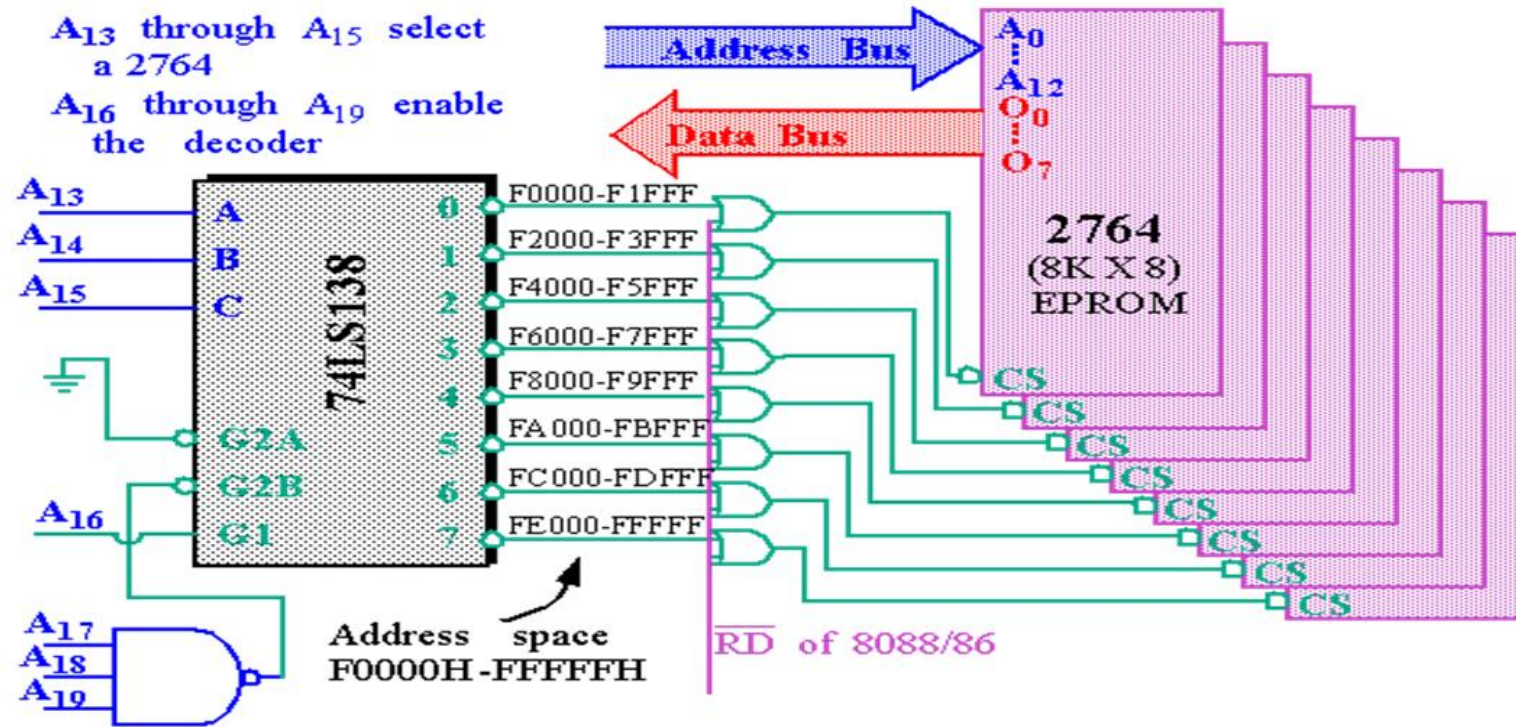 A13 through A15 select
a 2764
A16 through A19 enable
the decoder
Address Bus
Data Bus
A0
A12
O0
O7
2764
(8K X 8)
EPROM
A13
A14
A15
A
B
C
74LS138
G2A
G2B
G1
A16
0
1
2
3
4
5
6
7
F0000-F1FFF
F2000-F3FFF
F4000-F5FFF
F6000-F7FFF
F8000-F9FFF
FA000-FBFFF
FC000-FDFFF
FE000-FFFFF
CS
CS
CS
CS
CS
CS
CS
CS
A17
A18
A19
Address space
F0000H-FFFFFH
RD of 8088/86